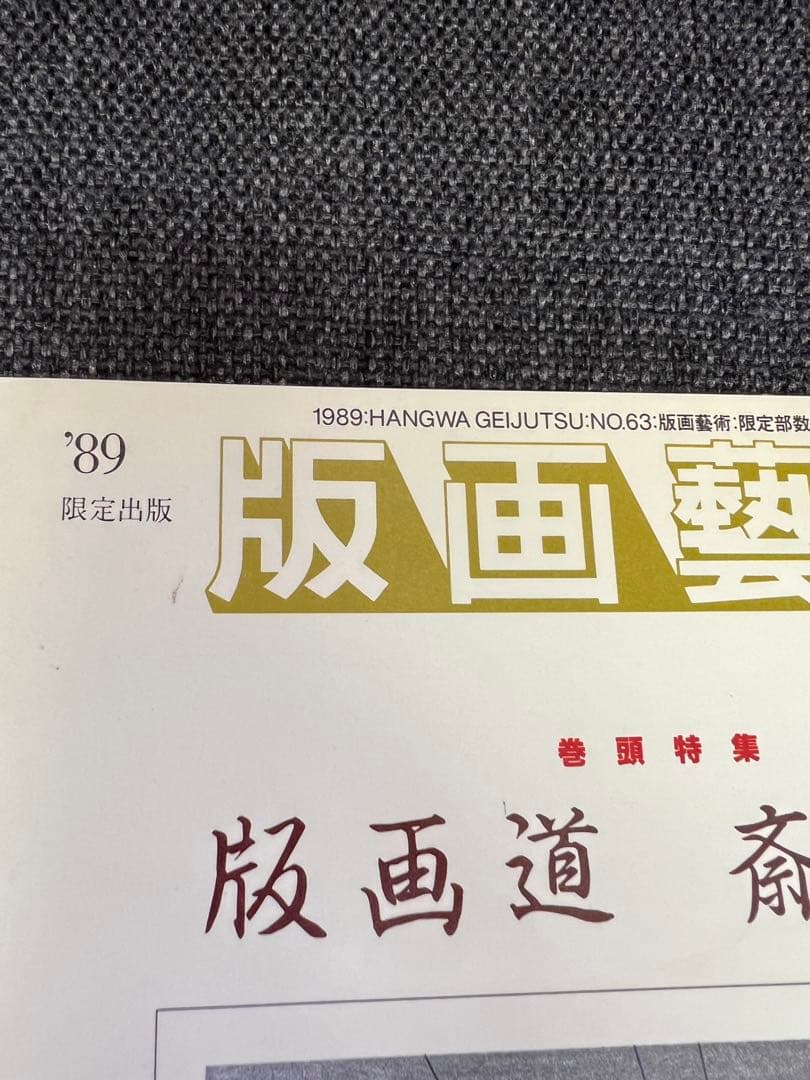 1989:HANGWA GEIJUTSU:NO.63:版画藝術:限定部数
'89
限定出版
版画藝
巻頭特集
版画道 斎